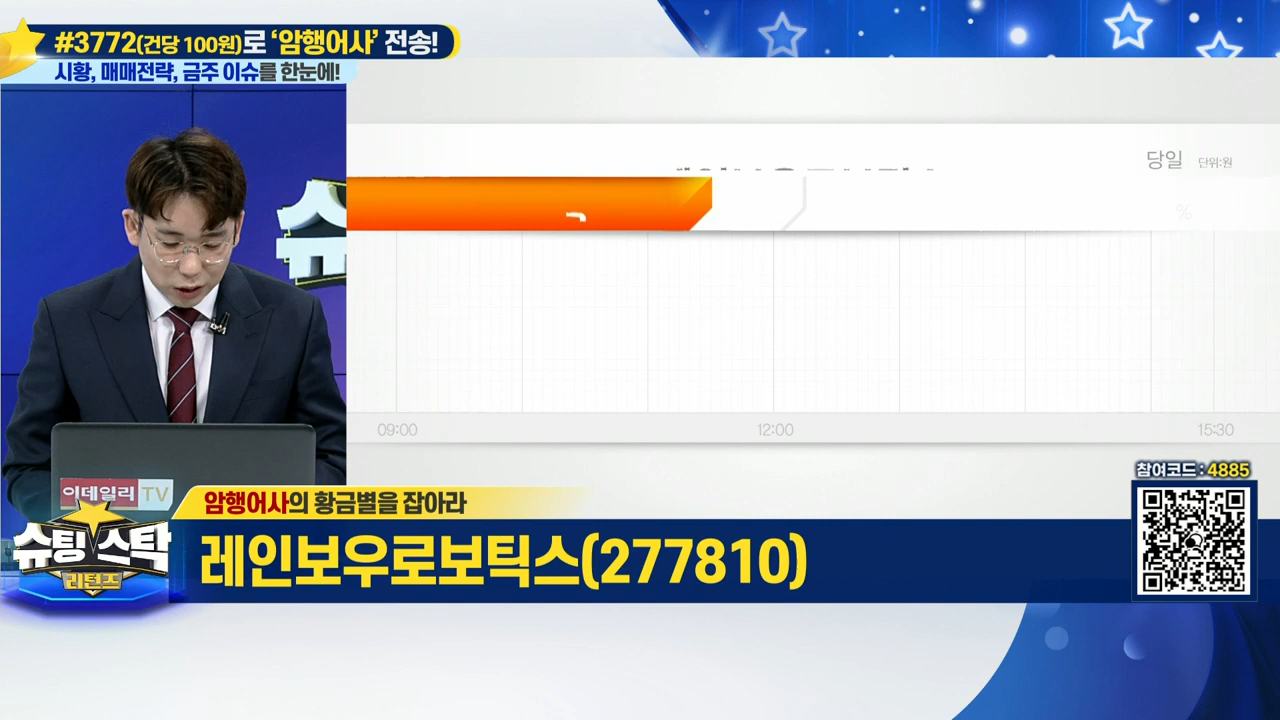 #3772(건당 100원)로 ‘암행어사’ 전송!
시황, 매매전략, 금주 이슈를 한눈에!
당일 단위:원
%
슈
09:00 12:00 15:30
참여코드 : 4885
이데일리 TV
암행어사의 황금별을 잡아라
슈팅스탁
리턴즈
레인보우로보틱스(277810)